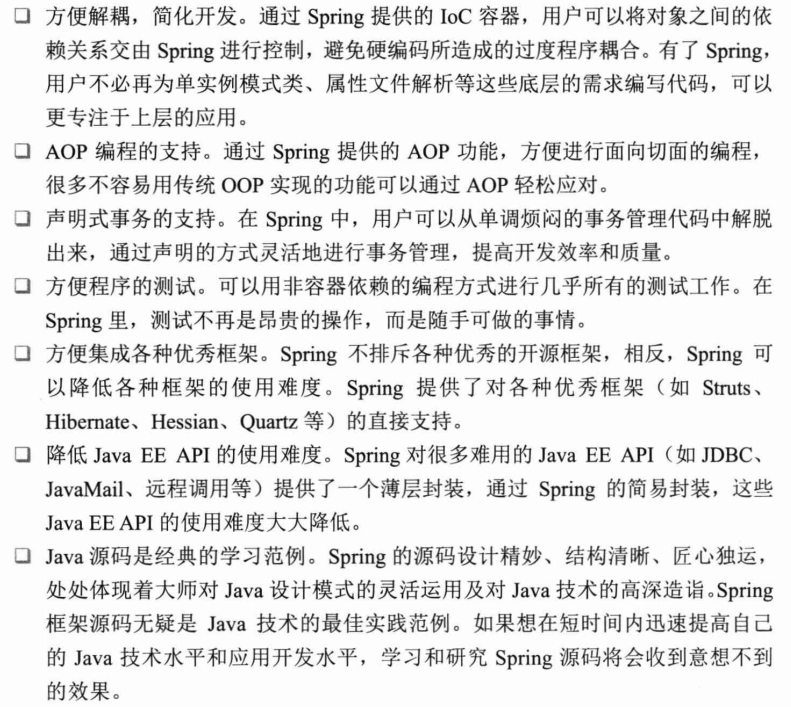 □ 方便解耦，简化开发。通过 Spring 提供的 IoC 容器，用户可以将对象之间的依
赖关系交由 Spring 进行控制，避免硬编码所造成的过度程序耦合。有了 Spring，
用户不必再为单实例模式类、属性文件解析等这些底层的需求编写代码，可以
更专注于上层的应用。
□ AOP 编程的支持。通过 Spring 提供的 AOP 功能，方便进行面向切面的编程，
很多不容易用传统 OOP 实现的功能可以通过 AOP 轻松应对。
□ 声明式事务的支持。在 Spring 中，用户可以从单调烦闷的事务管理代码中解脱
出来，通过声明的方式灵活地进行事务管理，提高开发效率和质量。
□ 方便程序的测试。可以用非容器依赖的编程方式进行几乎所有的测试工作。在
Spring 里，测试不再是昂贵的操作，而是随手可做的事情。
□ 方便集成各种优秀框架。Spring 不排斥各种优秀的开源框架，相反，Spring 可
以降低各种框架的使用难度。Spring 提供了对各种优秀框架（如 Struts、
Hibernate、Hessian、Quartz 等）的直接支持。
□ 降低 Java EE API 的使用难度。Spring 对很多难用的 Java EE API（如 JDBC、
JavaMail、远程调用等）提供了一个薄层封装，通过 Spring 的简易封装，这些
Java EE API 的使用难度大大降低。
□ Java 源码是经典的学习范例。Spring 的源码设计精妙、结构清晰、匠心独运，
处处体现着大师对 Java 设计模式的灵活运用及对 Java 技术的高深造诣。Spring
框架源码无疑是 Java 技术的最佳实践范例。如果想在短时间内迅速提高自己
的 Java 技术水平和应用开发水平，学习和研究 Spring 源码将会收到意想不到
的效果。